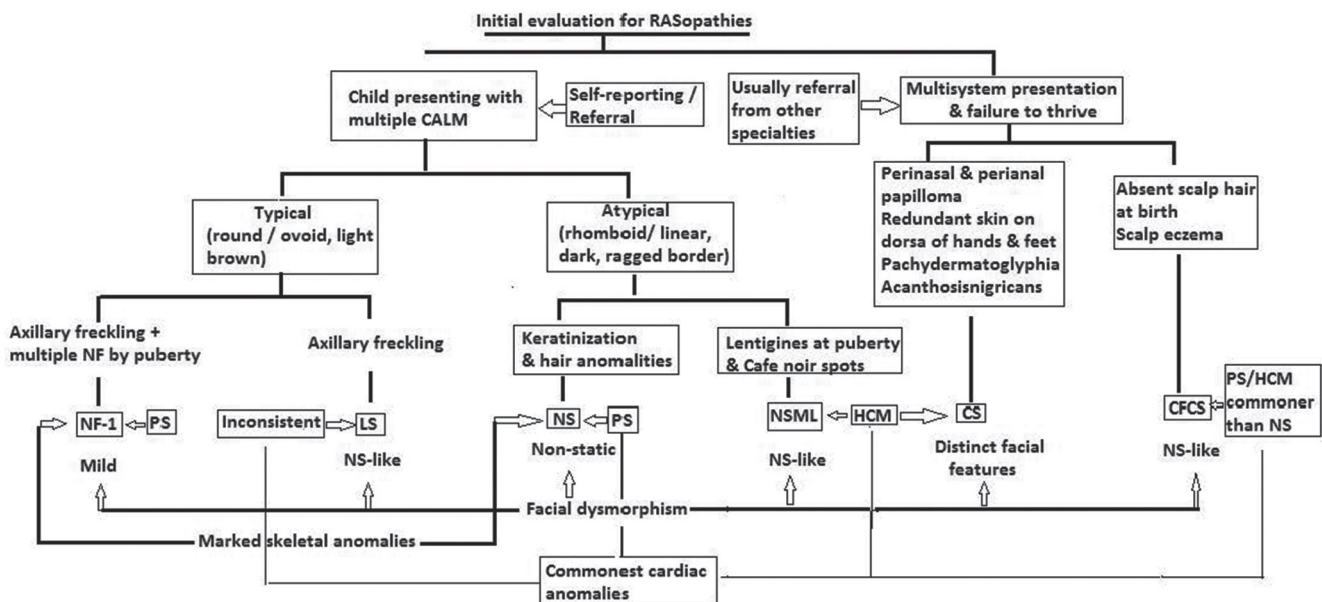 Initial evaluation for RASopathies
Child presenting with
multiple CALM
Self-reporting /
Referral
Usually referral
from other
specialties
Multisystem presentation
& failure to thrive
Typical
(round / ovoid, light
brown)
Atypical
(rhomboid/ linear,
dark, ragged border)
Perinasal & perianal
papilloma
Redundant skin on
dorsa of hands & feet
Pachydermatoglyphia
Acanthosisnigricans
Absent scalp hair
at birth
Scalp eczema
Axillary freckling +
multiple NF by puberty
Axillary freckling
Keratinization
& hair anomalities
Lentigines at puberty
& Cafe noir spots
NF-1
PS
Inconsistent
LS
NS
PS
NSML
HCM
CS
CFCS
PS/HCM
commoner
than NS
Mild
NS-like
Non-static
NS-like
Distinct facial
features
NS-like
Facial dysmorphism
Marked skeletal anomalies
Commonest cardiac
anomalies